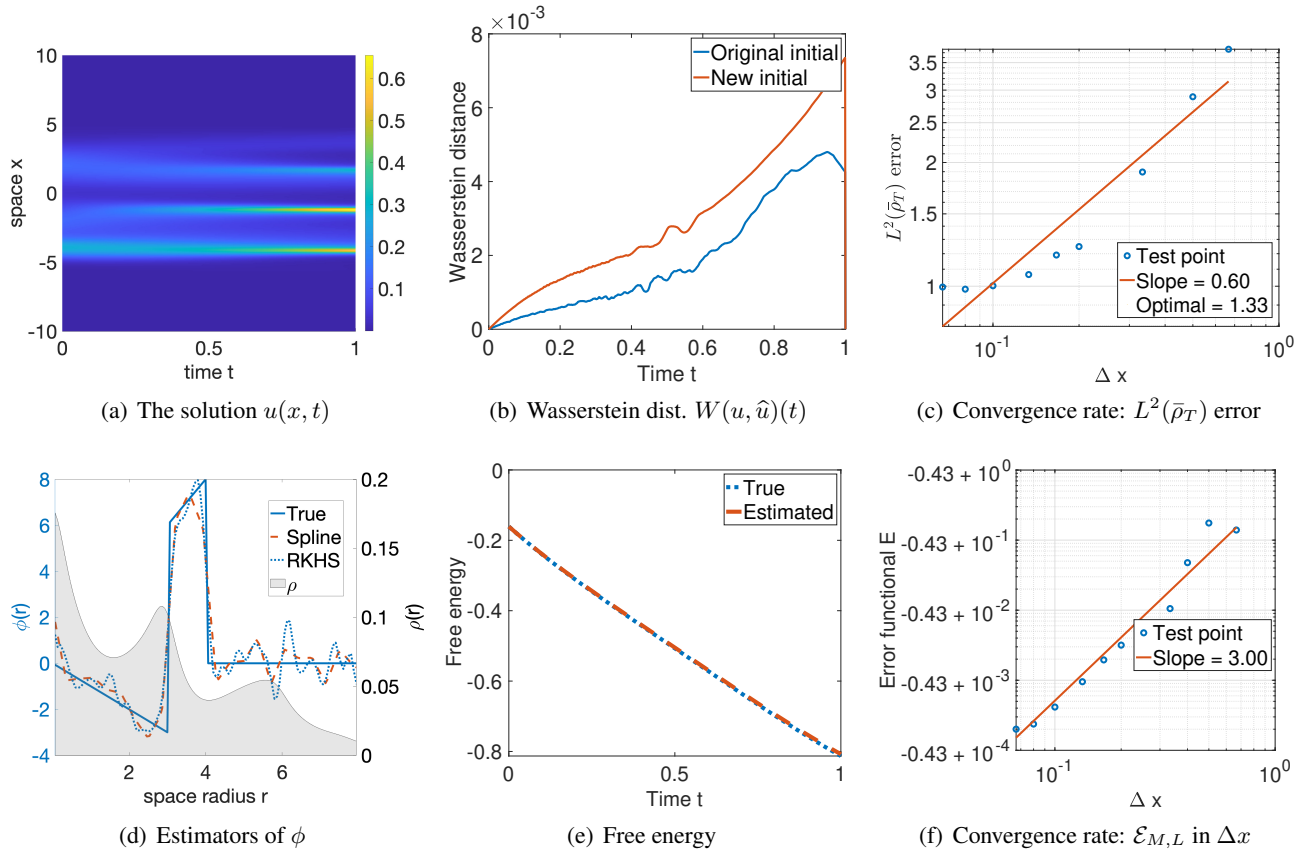 10
5
0
-5
-10
space x
0
0.5
1
time t
0.6
0.5
0.4
0.3
0.2
0.1
(a) The solution u(x, t)
×10⁻³
8
6
4
2
0
Wasserstein distance
Original initial
New initial
0
0.2
0.4
0.6
0.8
1
Time t
(b) Wasserstein dist. W(u, û)(t)
3.5
3
2.5
2
1.5
1
L²(ρ̄_T) error
Test point
Slope = 0.60
Optimal = 1.33
10⁻¹
10⁰
Δ x
(c) Convergence rate: L²(ρ̄_T) error
8
6
4
2
0
-2
-4
ϕ(r)
True
Spline
RKHS
ρ
0.2
0.15
0.1
0.05
0
ρ(r)
2
4
6
space radius r
(d) Estimators of ϕ
0
-0.2
-0.4
-0.6
-0.8
Free energy
True
Estimated
0
0.5
1
Time t
(e) Free energy
-0.43 + 10⁰
-0.43 + 10⁻¹
-0.43 + 10⁻²
-0.43 + 10⁻³
-0.43 + 10⁻⁴
Error functional E
Test point
Slope = 3.00
10⁻¹
10⁰
Δ x
(f) Convergence rate: ℰ_{M,L} in Δx